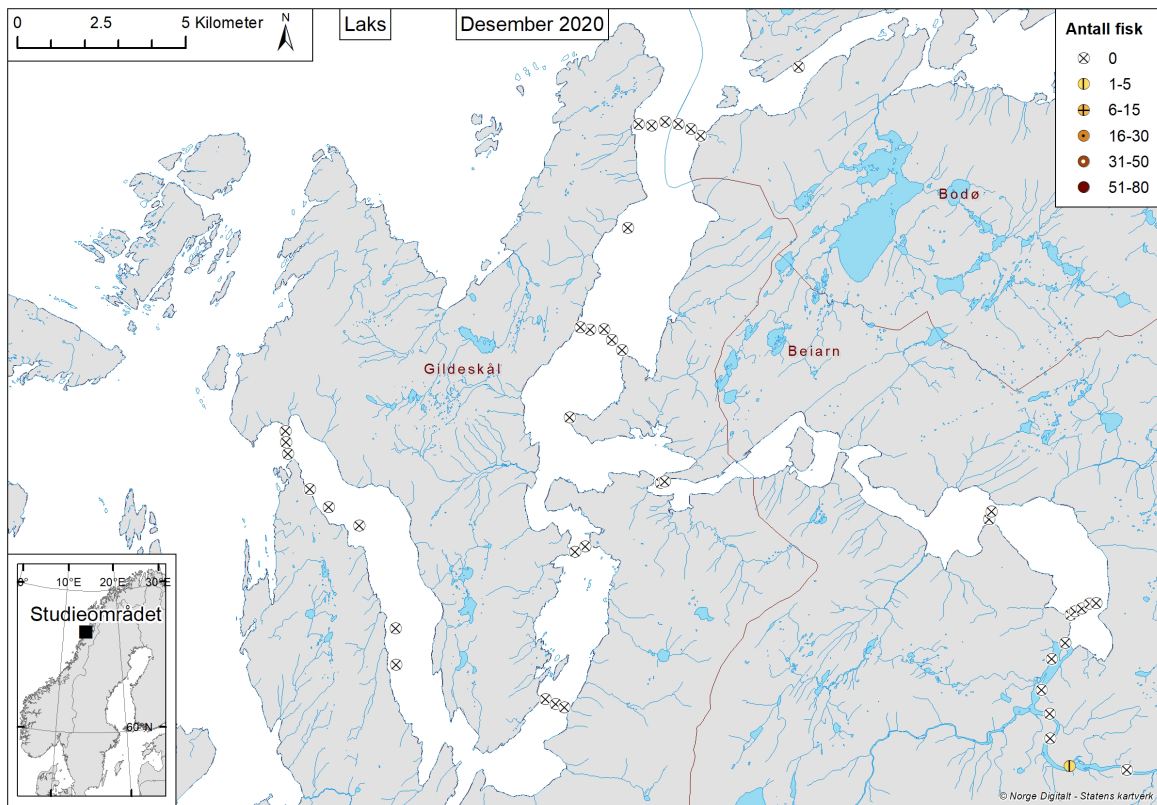 0 2.5 5 Kilometer
N
Laks
Desember 2020
Antall fisk
0
1-5
6-15
16-30
31-50
51-80
Bodø
Beiarn
Gildeskål
0° 10°E 20°E 30°E
Studieområdet
60°N
© Norge Digitalt - Statens kartverk